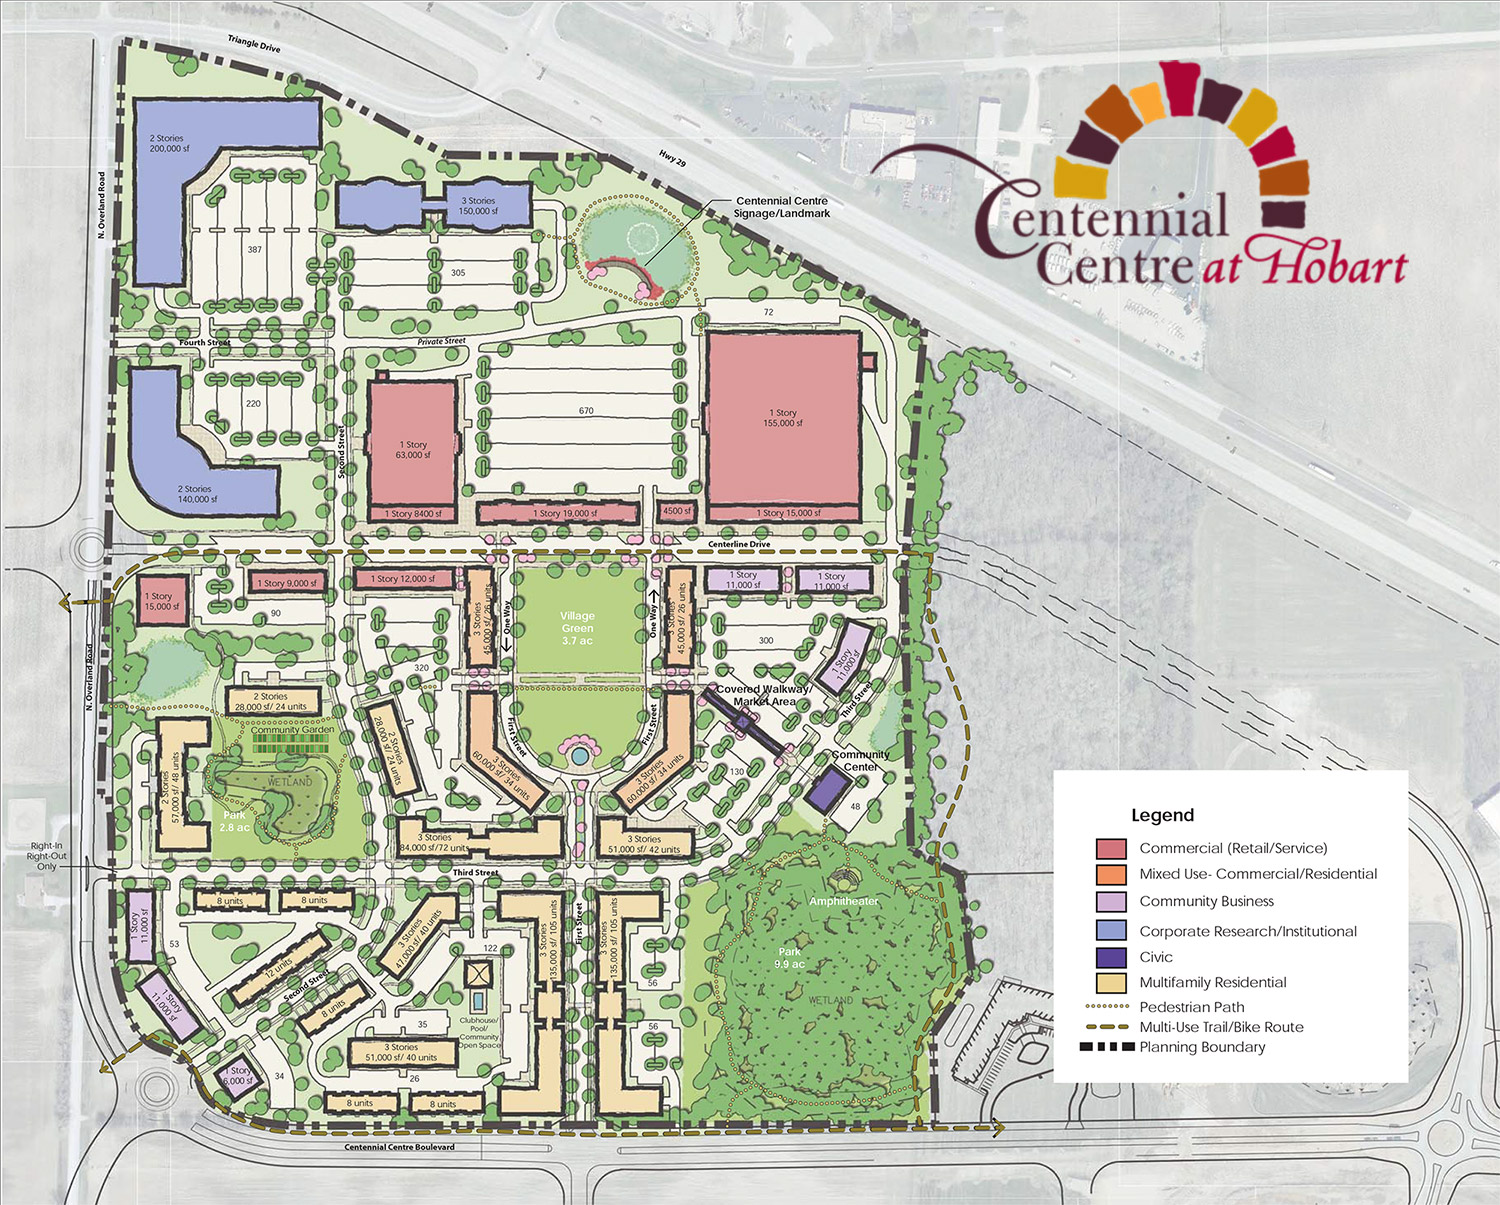 Triangle Drive
Hwy 29
Centennial
Centre at Hobart
N. Overland Road
2 Stories
200,000 sf
387
3 Stories
150,000 sf
305
Centennial Centre
Signage/Landmark
72
Fourth Street
Private Street
220
2 Stories
140,000 sf
Second Street
1 Story
63,000 sf
670
1 Story
155,000 sf
1 Story 8400 sf
1 Story 19,000 sf
4500 sf
1 Story 15,000 sf
Centerline Drive
1 Story
15,000 sf
1 Story 9,000 sf
90
1 Story 12,000 sf
3 Stories
45,000 sf/ 26 units
One Way
Village
Green
3.7 ac
One Way
3 Stories
45,000 sf/ 26 units
1 Story
11,000 sf
1 Story
11,000 sf
300
1 Story
11,000 sf
Third Street
N. Overland Road
320
2 Stories
28,000 sf/ 24 units
2 Stories
28,000 sf/ 24 units
Community Garden
WETLAND
Park
2.8 ac
2 Stories
57,000 sf/ 48 units
First Street
3 Stories
60,000 sf/ 34 units
First Street
3 Stories
60,000 sf/ 34 units
Covered Walkway/
Market Area
130
Community
Center
48
Right-In
Right-Out
Only
3 Stories
84,000 sf/72 units
3 Stories
51,000 sf/ 42 units
Third Street
1 Story
11,000 sf
53
8 units
8 units
12 units
Second Street
8 units
3 Stories
47,000 sf/ 40 units
122
Clubhouse/
Pool/
Community
Open Space
35
3 Stories
51,000 sf/ 40 units
26
8 units
8 units
1 Story
11,000 sf
1 Story
6,000 sf
34
3 Stories
135,000 sf/ 105 units
First Street
3 Stories
135,000 sf/ 105 units
56
56
Amphitheater
Park
9.9 ac
WETLAND
Centennial Centre Boulevard
Legend
Commercial (Retail/Service)
Mixed Use- Commercial/Residential
Community Business
Corporate Research/Institutional
Civic
Multifamily Residential
Pedestrian Path
Multi-Use Trail/Bike Route
Planning Boundary